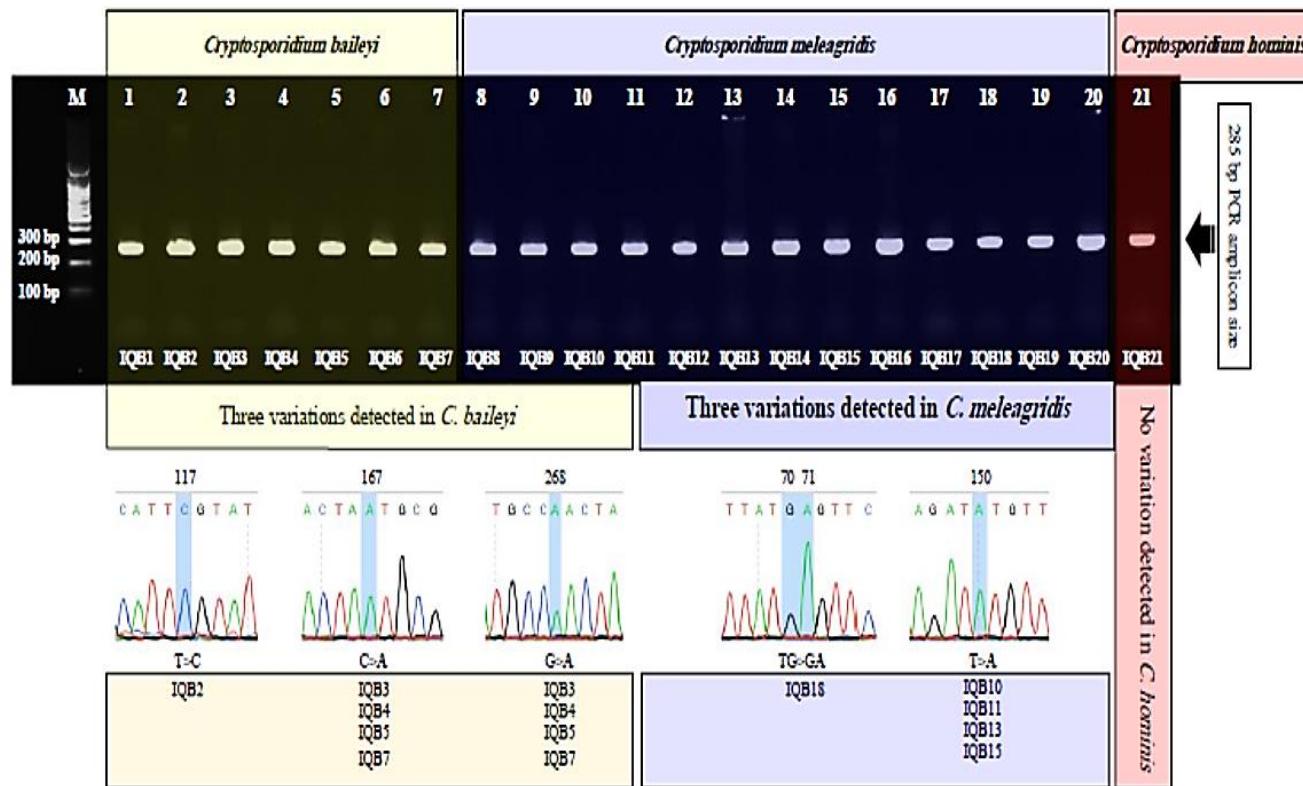 Cryptosporidium baileyi
Cryptosporidium meleagridis
Cryptosporidium hominis
M 1 2 3 4 5 6 7 8 9 10 11 12 13 14 15 16 17 18 19 20 21
300 bp
200 bp
100 bp
IQB1 IQB2 IQB3 IQB4 IQB5 IQB6 IQB7 IQB8 IQB9 IQB10 IQB11 IQB12 IQB13 IQB14 IQB15 IQB16 IQB17 IQB18 IQB19 IQB20 IQB21
285 bp PCR amplicon size
Three variations detected in C. baileyi
Three variations detected in C. meleagridis
No variation detected in C. hominis
117
CATTCGTAT
T>C
IQB2
167
ACTAATGCG
C>A
IQB3
IQB4
IQB5
IQB7
268
TGCCAACTA
G>A
IQB3
IQB4
IQB5
IQB7
70 71
TTATGAGTTC
TG>GA
IQB18
150
AGATATGTT
T>A
IQB10
IQB11
IQB13
IQB15